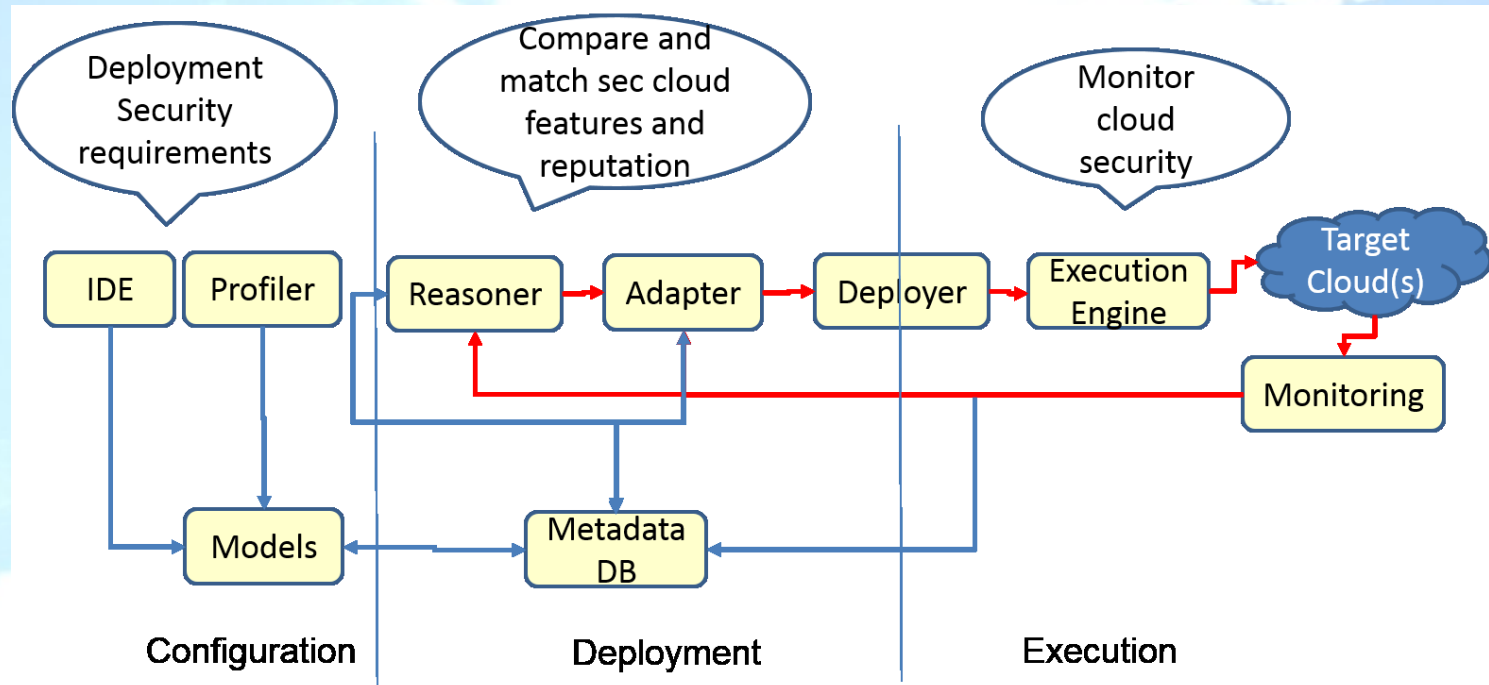 Deployment
Security
requirements
Compare and
match sec cloud
features and
reputation
Monitor
cloud
security
IDE
Profiler
Reasoner
Adapter
Deployer
Execution
Engine
Target
Cloud(s)
Monitoring
Models
Metadata
DB
Configuration
Deployment
Execution